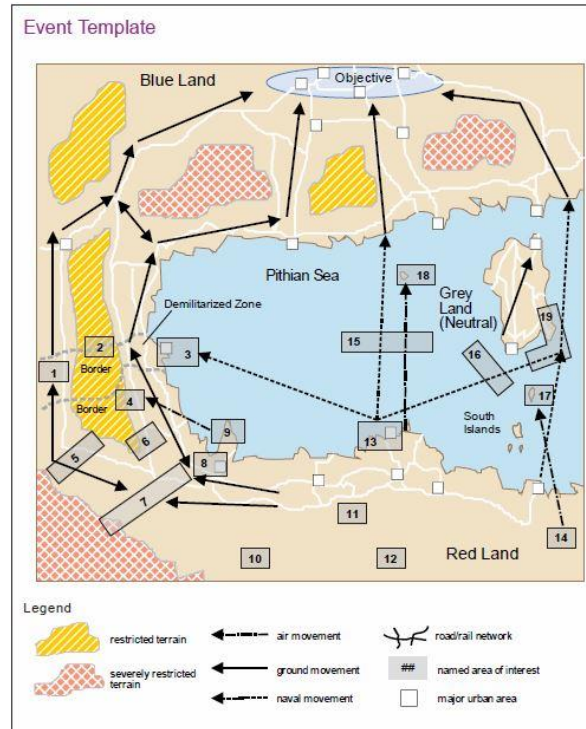 Event Template
Blue Land
Objective
Pithian Sea
18
Grey
Land
(Neutral)
Demilitarized Zone
19
15
2
3
16
1
Border
17
4
Border
9
South
Islands
13
6
5
8
7
11
14
10
12
Red Land
Legend
restricted terrain
air movement
road/rail network
severely restricted
terrain
ground movement
##
named area of interest
naval movement
major urban area